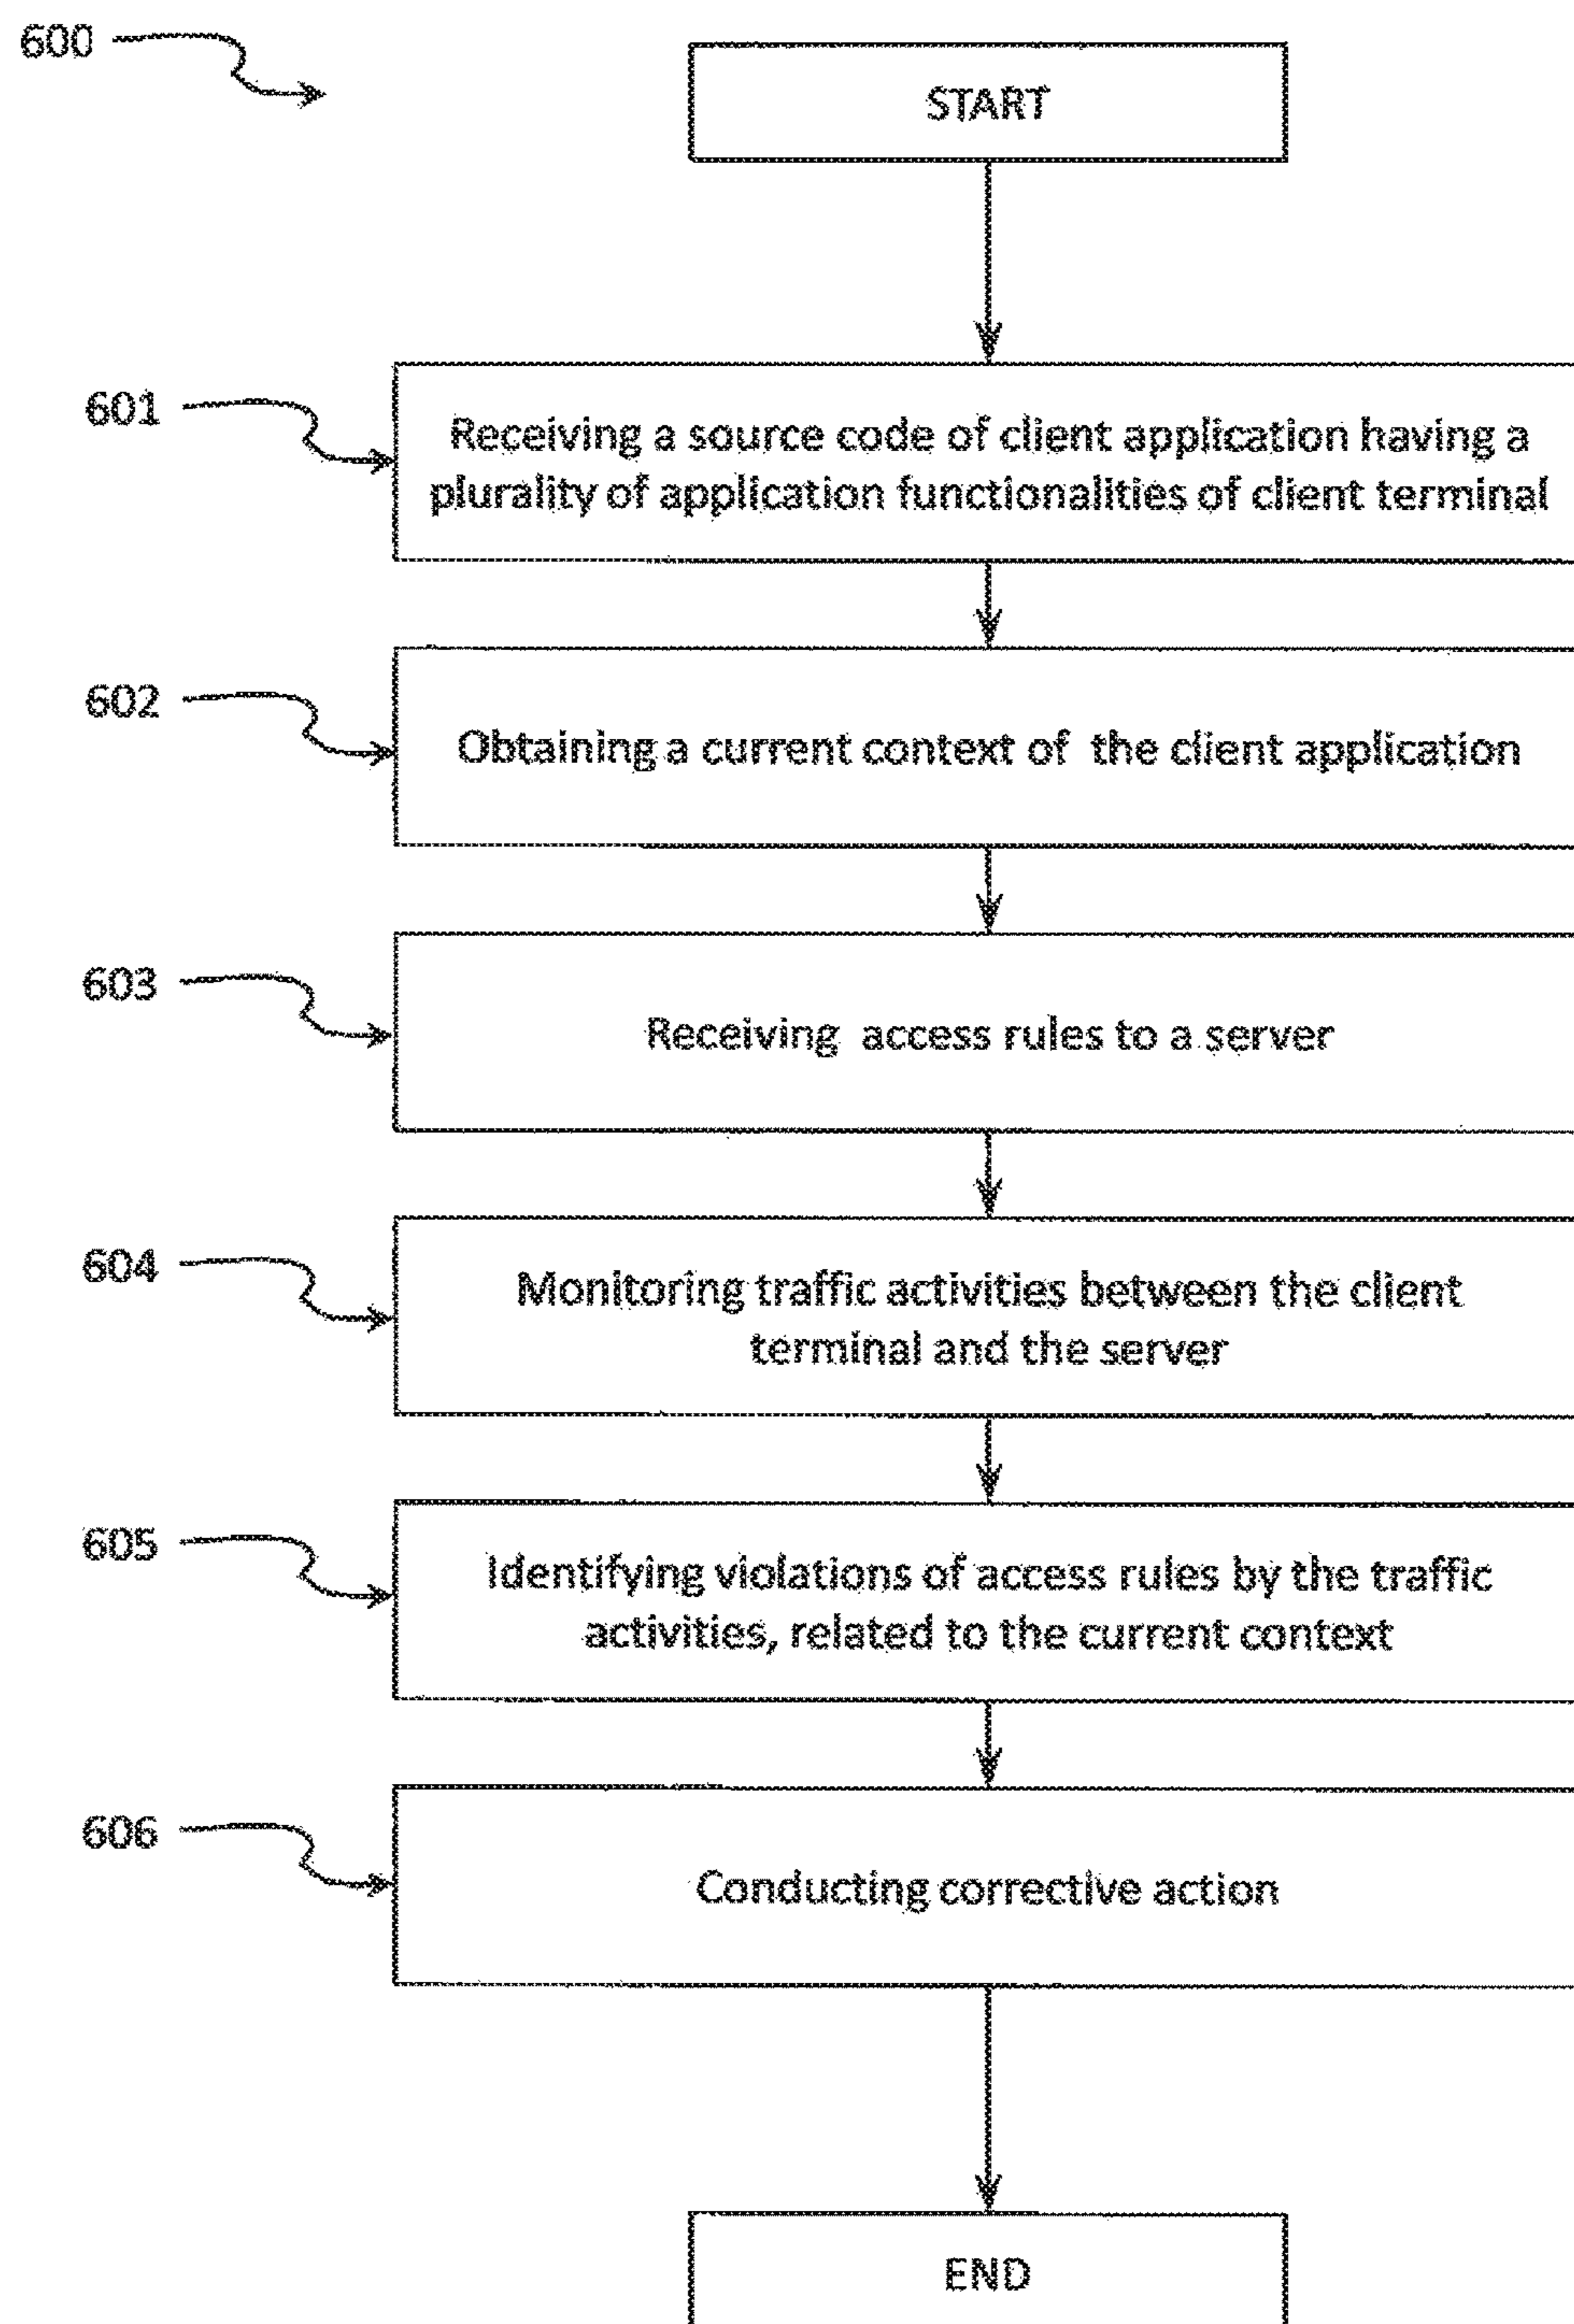 600
START
601
Receiving a source code of client application having a
plurality of application functionalities of client terminal
602
Obtaining a current context of the client application
603
Receiving access rules to a server
604
Monitoring traffic activities between the client
terminal and the server
605
Identifying violations of access rules by the traffic
activities, related to the current context
606
Conducting corrective action
END